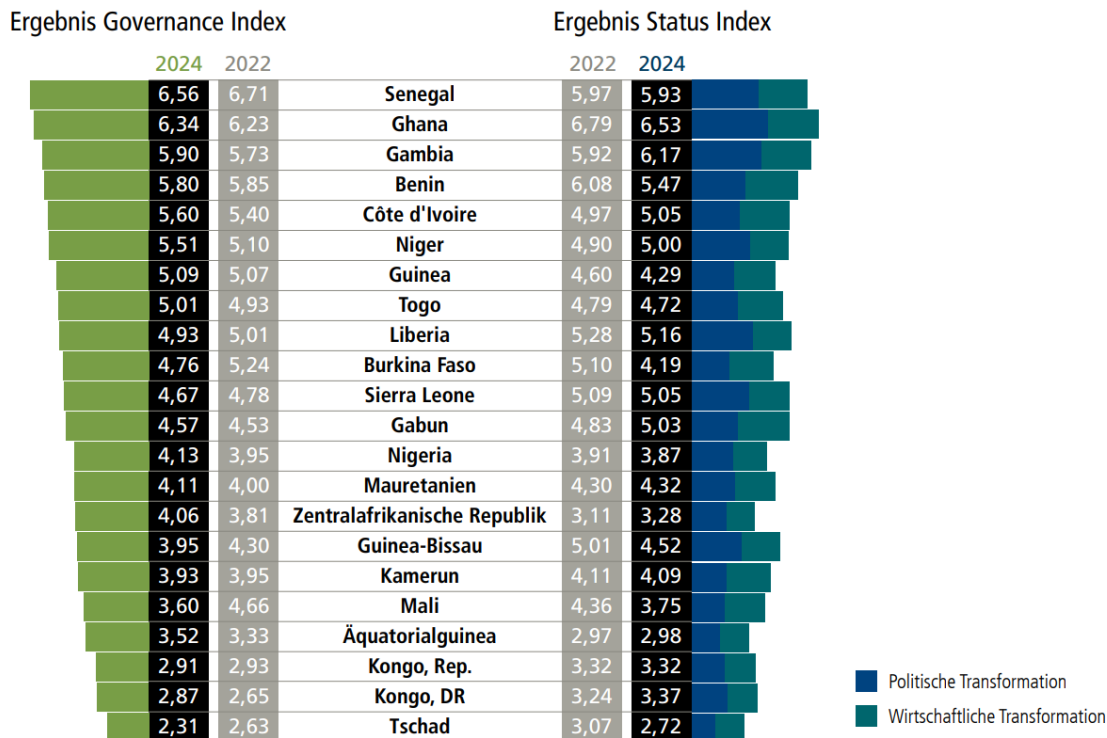 Ergebnis Governance Index Ergebnis Status Index
2024 2022 2022 2024
6,56 6,71 Senegal 5,97 5,93
6,34 6,23 Ghana 6,79 6,53
5,90 5,73 Gambia 5,92 6,17
5,80 5,85 Benin 6,08 5,47
5,60 5,40 Côte d'Ivoire 4,97 5,05
5,51 5,10 Niger 4,90 5,00
5,09 5,07 Guinea 4,60 4,29
5,01 4,93 Togo 4,79 4,72
4,93 5,01 Liberia 5,28 5,16
4,76 5,24 Burkina Faso 5,10 4,19
4,67 4,78 Sierra Leone 5,09 5,05
4,57 4,53 Gabun 4,83 5,03
4,13 3,95 Nigeria 3,91 3,87
4,11 4,00 Mauretanien 4,30 4,32
4,06 3,81 Zentralafrikanische Republik 3,11 3,28
3,95 4,30 Guinea-Bissau 5,01 4,52
3,93 3,95 Kamerun 4,11 4,09
3,60 4,66 Mali 4,36 3,75
3,52 3,33 Äquatorialguinea 2,97 2,98
2,91 2,93 Kongo, Rep. 3,32 3,32
2,87 2,65 Kongo, DR 3,24 3,37
2,31 2,63 Tschad 3,07 2,72
Politische Transformation
Wirtschaftliche Transformation